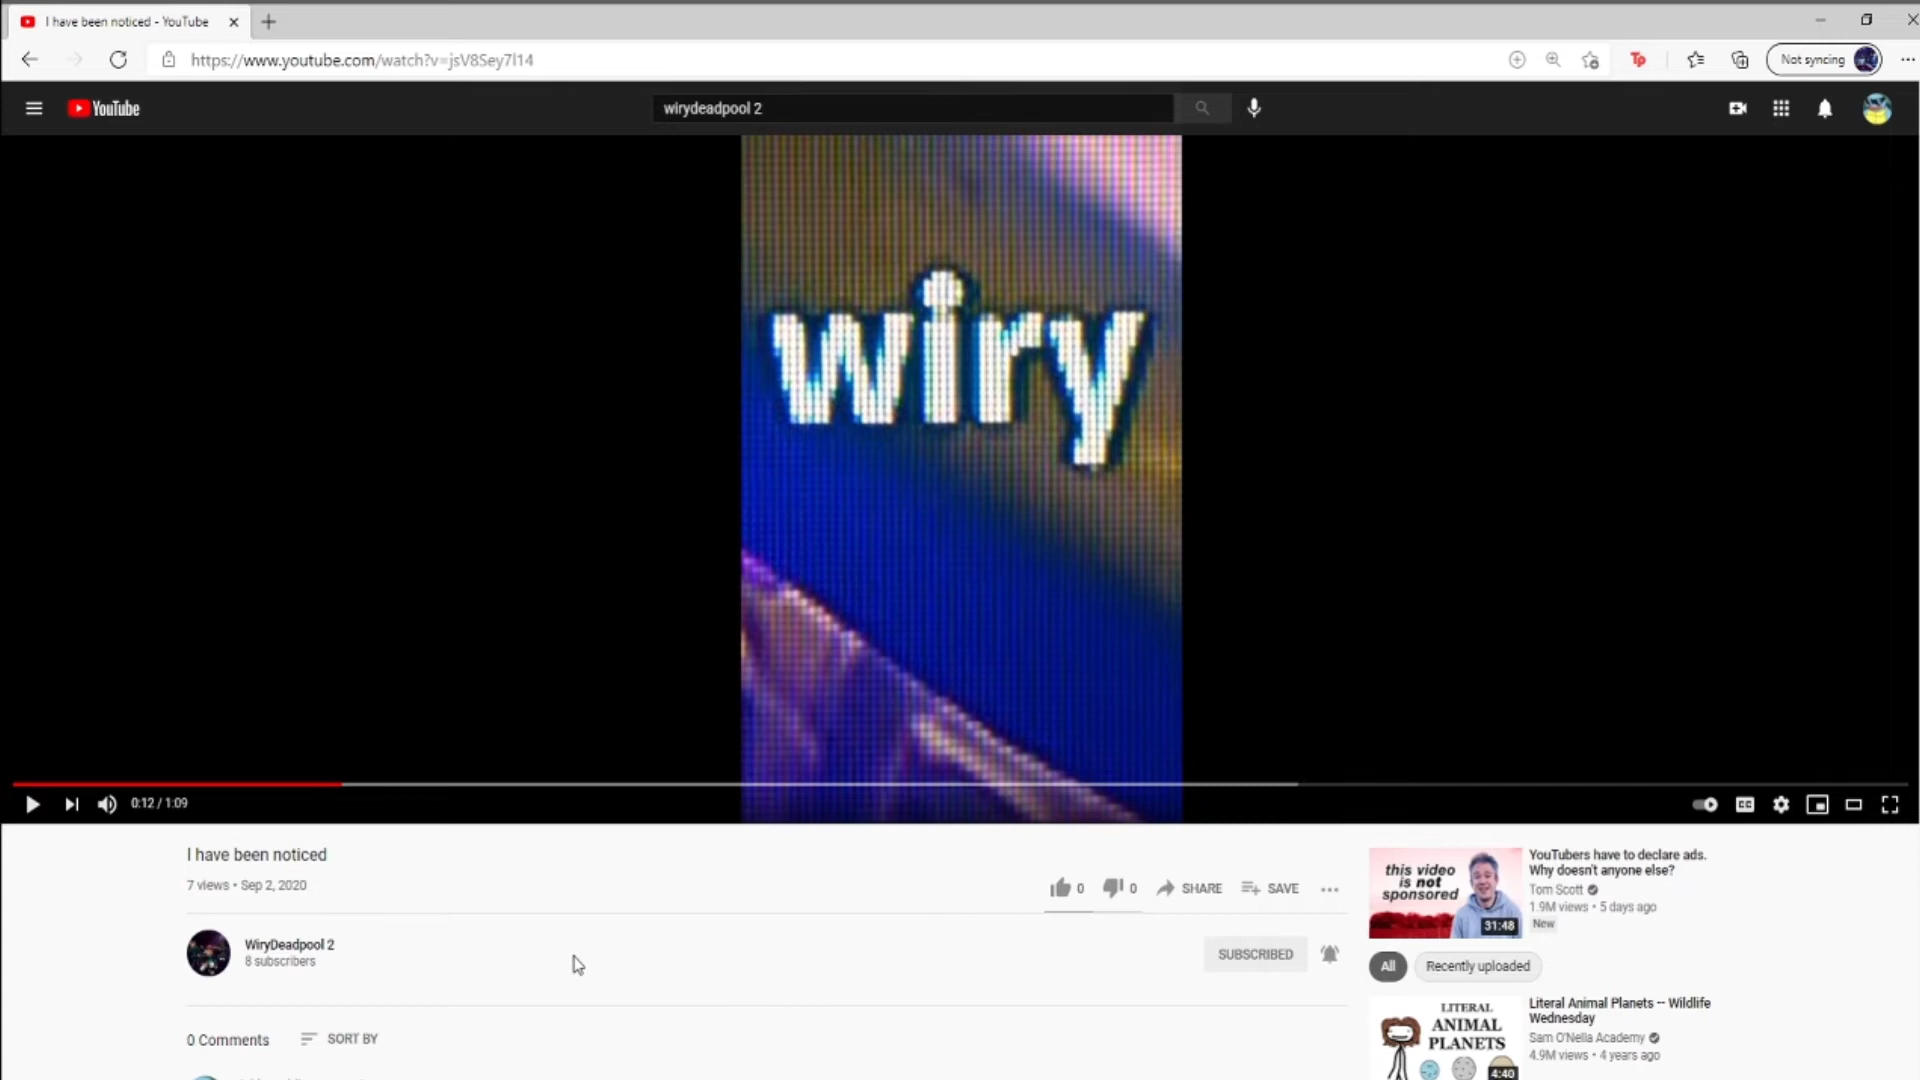 I have been noticed - YouTube
https://www.youtube.com/watch?v=jsV8Sey7l14
Tp
Not syncing
YouTube
wirydeadpool 2
wiry
0:12 / 1:09
CC
I have been noticed
7 views • Sep 2, 2020
0
0
SHARE
SAVE
WiryDeadpool 2
8 subscribers
SUBSCRIBED
0 Comments
SORT BY
this video
is not
sponsored
31:48
YouTubers have to declare ads.
Why doesn't anyone else?
Tom Scott
1.9M views • 5 days ago
New
All
Recently uploaded
LITERAL
ANIMAL
PLANETS
4:40
Literal Animal Planets -- Wildlife
Wednesday
Sam O'Nella Academy
4.9M views • 4 years ago